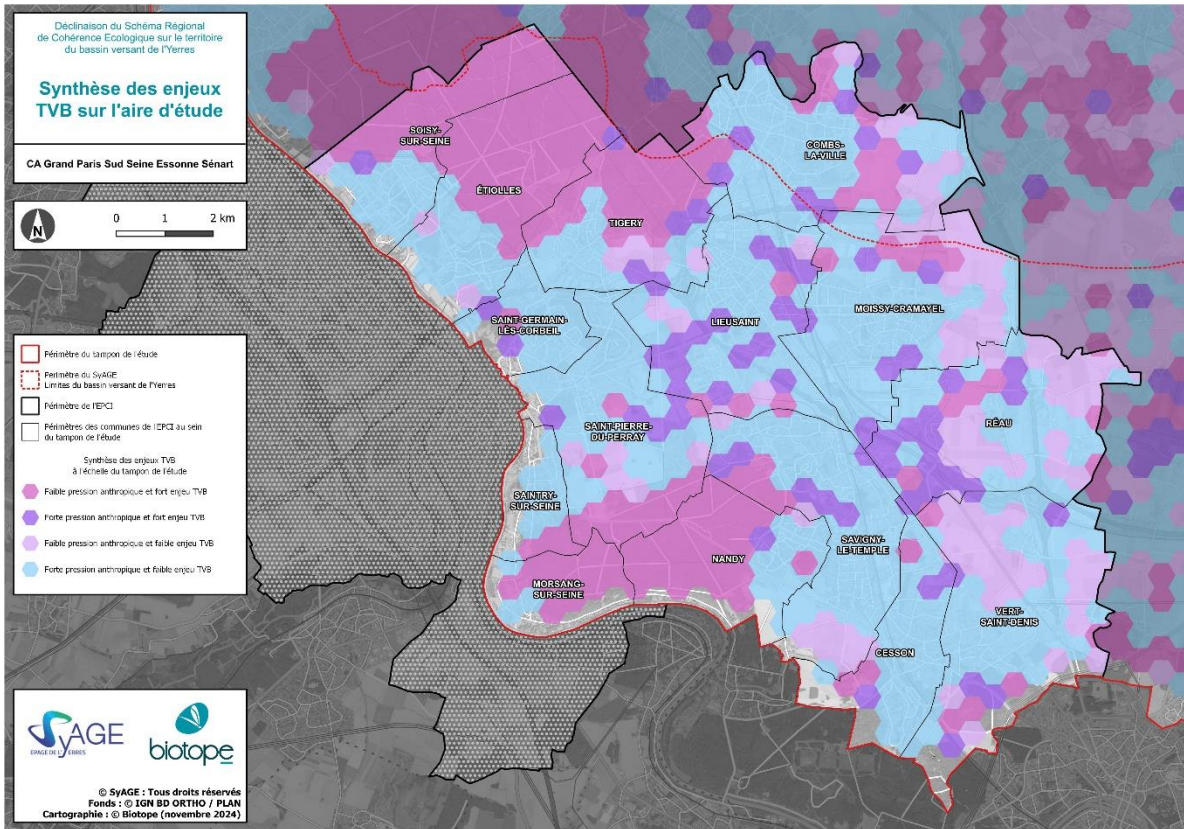 Déclinaison du Schéma Régional
de Cohérence Ecologique sur le territoire
du bassin versant de l'Yerres
Synthèse des enjeux
TVB sur l'aire d'étude
CA Grand Paris Sud Seine Essonne Sénart
N
0 1 2 km
Périmètre du tampon de l'étude
Périmètre du SyAGE
Limites du bassin versant de l'Yerres
Périmètre de l'EPCI
Périmètres des communes de l'EPCI au sein
du tampon de l'étude
Synthèse des enjeux TVB
à l'échelle du tampon de l'étude
Faible pression anthropique et fort enjeu TVB
Forte pression anthropique et fort enjeu TVB
Faible pression anthropique et faible enjeu TVB
Forte pression anthropique et faible enjeu TVB
SOISY-
SUR-SEINE
ÉTIOLLES
TIGERY
COMBS-
LA-VILLE
SAINT-GERMAIN-
LÈS-CORBEIL
LIEUSAINT
MOISSY-CRAMAYEL
SAINT-PIERRE-
DU-PERRAY
RÉAU
SAINTRY-
SUR-SEINE
MORSANG-
SUR-SEINE
NANDY
SAVIGNY-
LE-TEMPLE
VERT-
SAINT-DENIS
CESSON
SyAGE
EPAGE DE L'YERRES
biotope
© SyAGE : Tous droits réservés
Fonds : © IGN BD ORTHO / PLAN
Cartographie : © Biotope (novembre 2024)